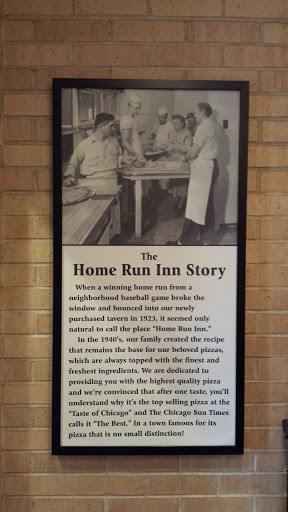 The
Home Run Inn Story
When a winning home run from a
neighborhood baseball game broke the
window and bounced into our newly
purchased tavern in 1923, it seemed only
natural to call the place “Home Run Inn.”
In the 1940’s, our family created the recipe
that remains the base for our beloved pizzas,
which are always topped with the finest and
freshest ingredients. We are dedicated to
providing you with the highest quality pizza
and we’re convinced that after one taste, you’ll
understand why it’s the top selling pizza at the
“Taste of Chicago” and The Chicago Sun Times
calls it “The Best.” In a town famous for its
pizza that is no small distinction!